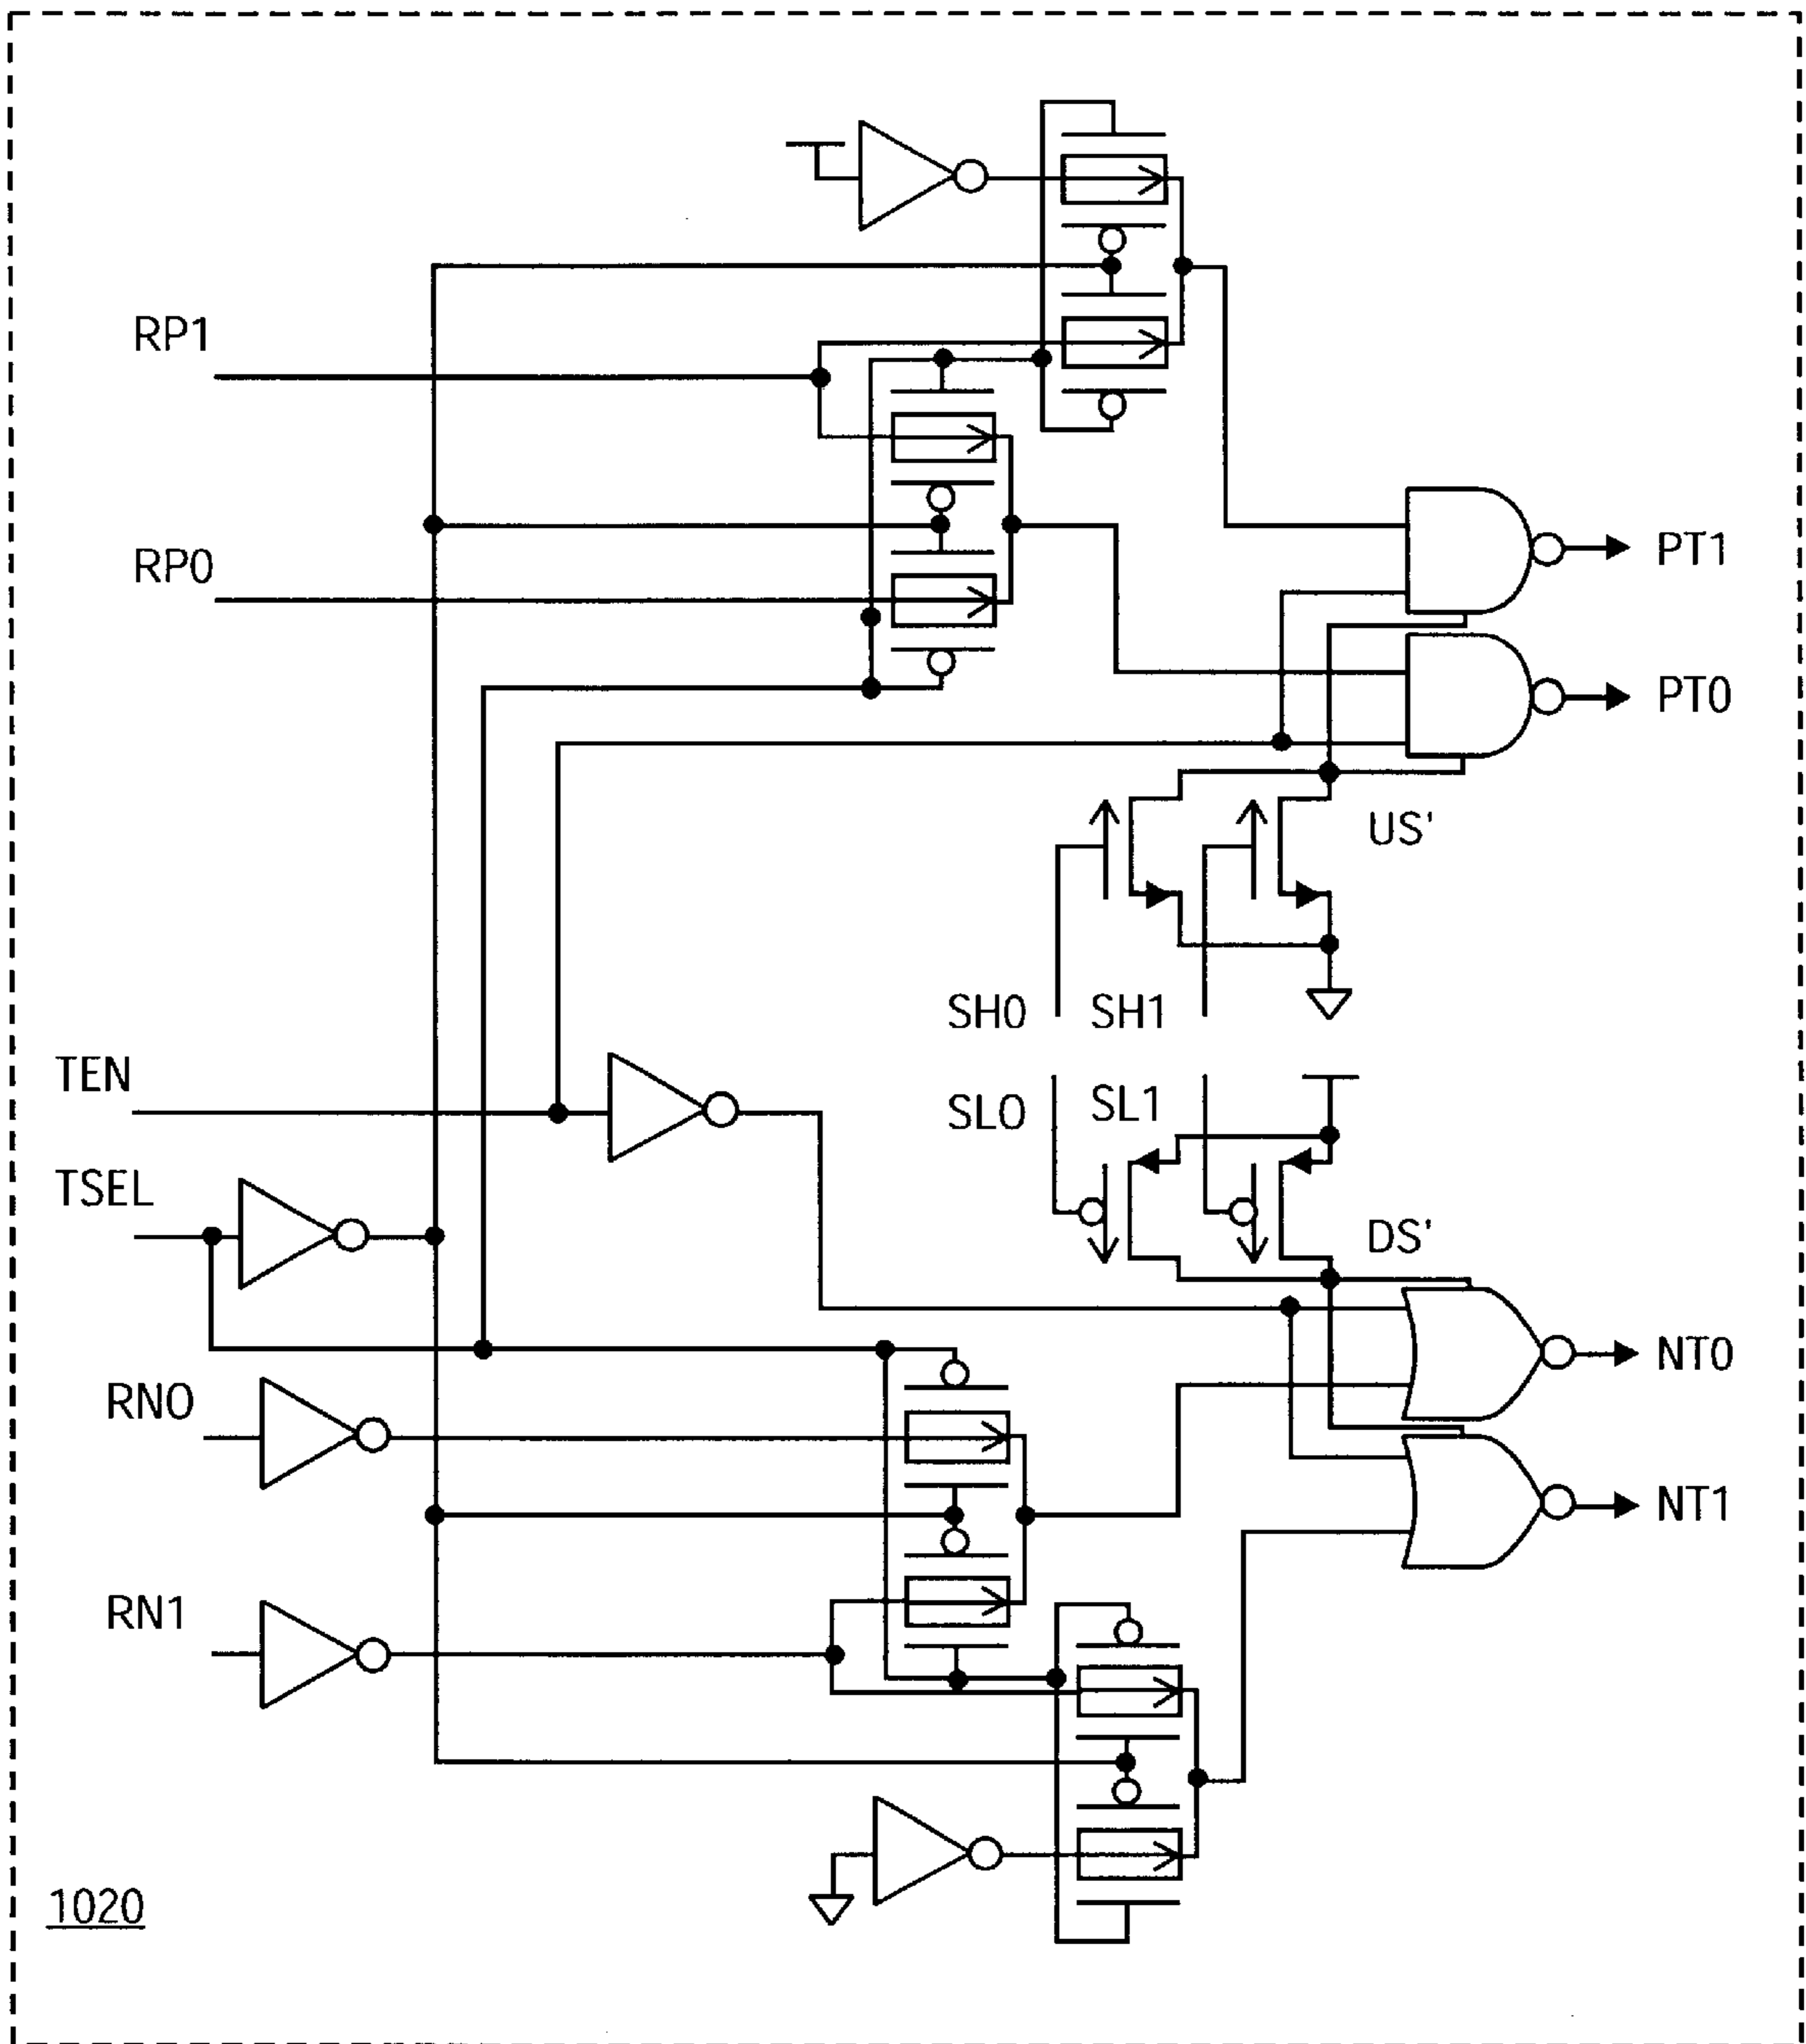 RP1
RP0
PT1
PT0
US'
SH0 SH1
TEN
SL0 SL1
TSEL
DS'
NT0
RN0
NT1
RN1
1020